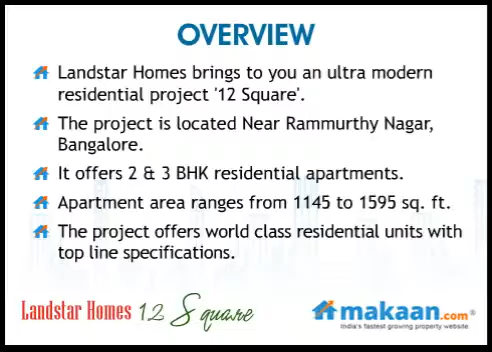 OVERVIEW
Landstar Homes brings to you an ultra modern
residential project '12 Square'.
The project is located Near Rammurthy Nagar,
Bangalore.
It offers 2 & 3 BHK residential apartments.
Apartment area ranges from 1145 to 1595 sq. ft.
The project offers world class residential units with
top line specifications.
Landstar Homes 12 Square
makaan.com®
India's fastest growing property website